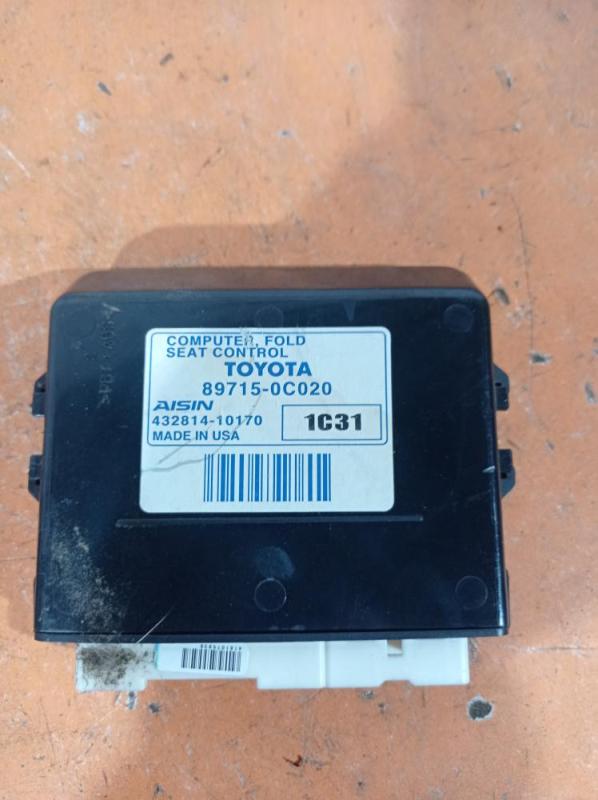 COMPUTER, FOLD
SEAT CONTROL
TOYOTA
89715-0C020
AISIN
432814-10170
1C31
MADE IN USA